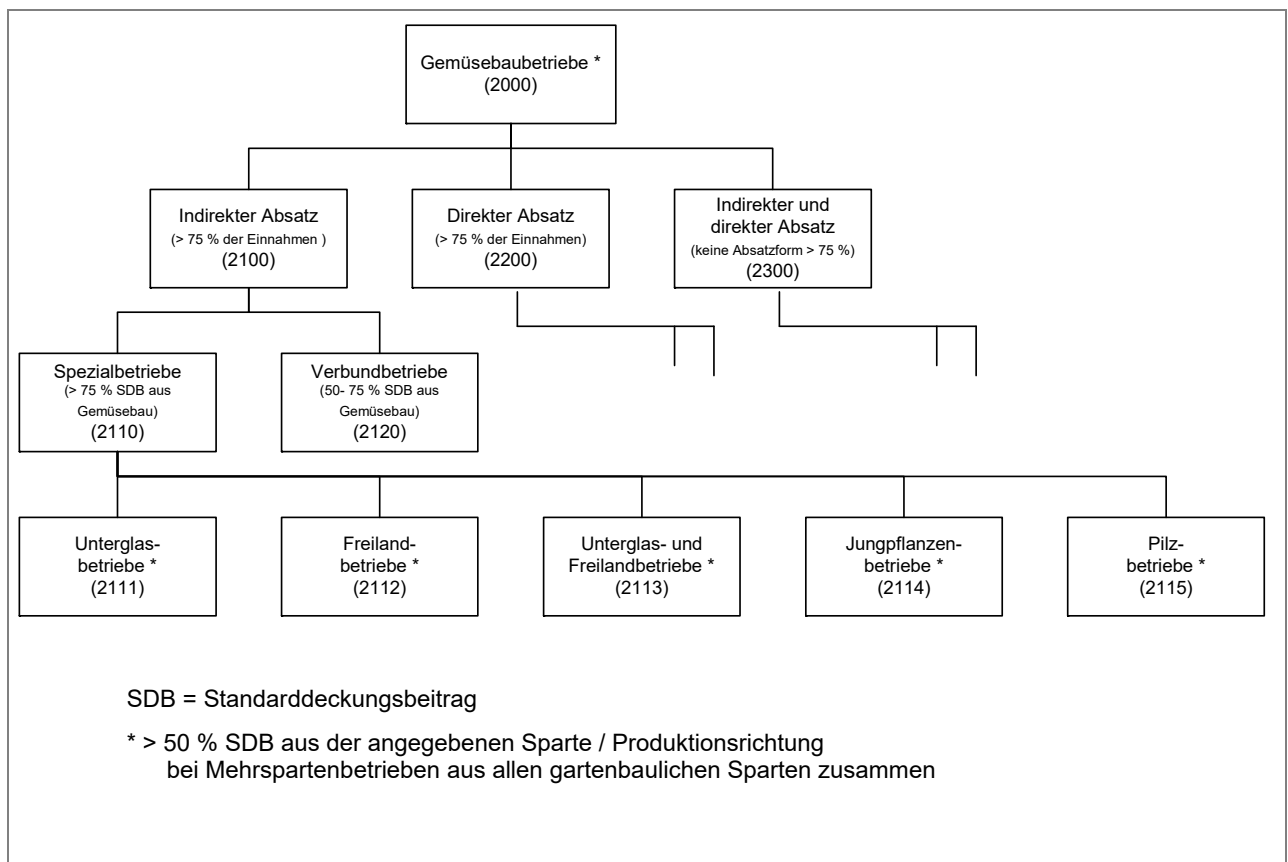 Gemüsebaubetriebe *
(2000)
Indirekter Absatz
(> 75 % der Einnahmen )
(2100)
Direkter Absatz
(> 75 % der Einnahmen)
(2200)
Indirekter und
direkter Absatz
(keine Absatzform > 75 %)
(2300)
Spezialbetriebe
(> 75 % SDB aus
Gemüsebau)
(2110)
Verbundbetriebe
(50- 75 % SDB aus
Gemüsebau)
(2120)
Unterglas-
betriebe *
(2111)
Freiland-
betriebe *
(2112)
Unterglas- und
Freilandbetriebe *
(2113)
Jungpflanzen-
betriebe *
(2114)
Pilz-
betriebe *
(2115)
SDB = Standarddeckungsbeitrag
* > 50 % SDB aus der angegebenen Sparte / Produktionsrichtung
bei Mehrspartenbetrieben aus allen gartenbaulichen Sparten zusammen